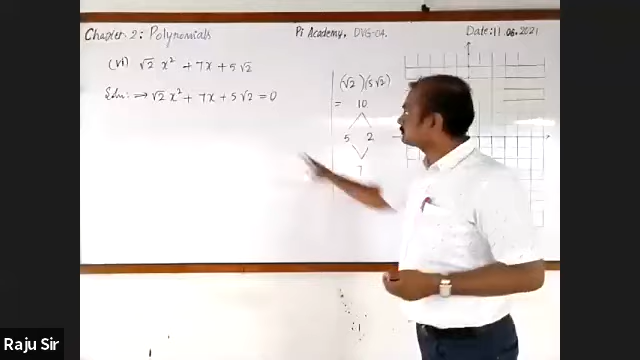 Chapter 2: Polynomials
Pi Academy, DVG-04.
Date: 11.06.2021
(vi) √2 x² + 7x + 5√2
Soln: ⇒ √2 x² + 7x + 5√2 = 0
(√2)(5√2)
= 10
5 2
7
Raju Sir